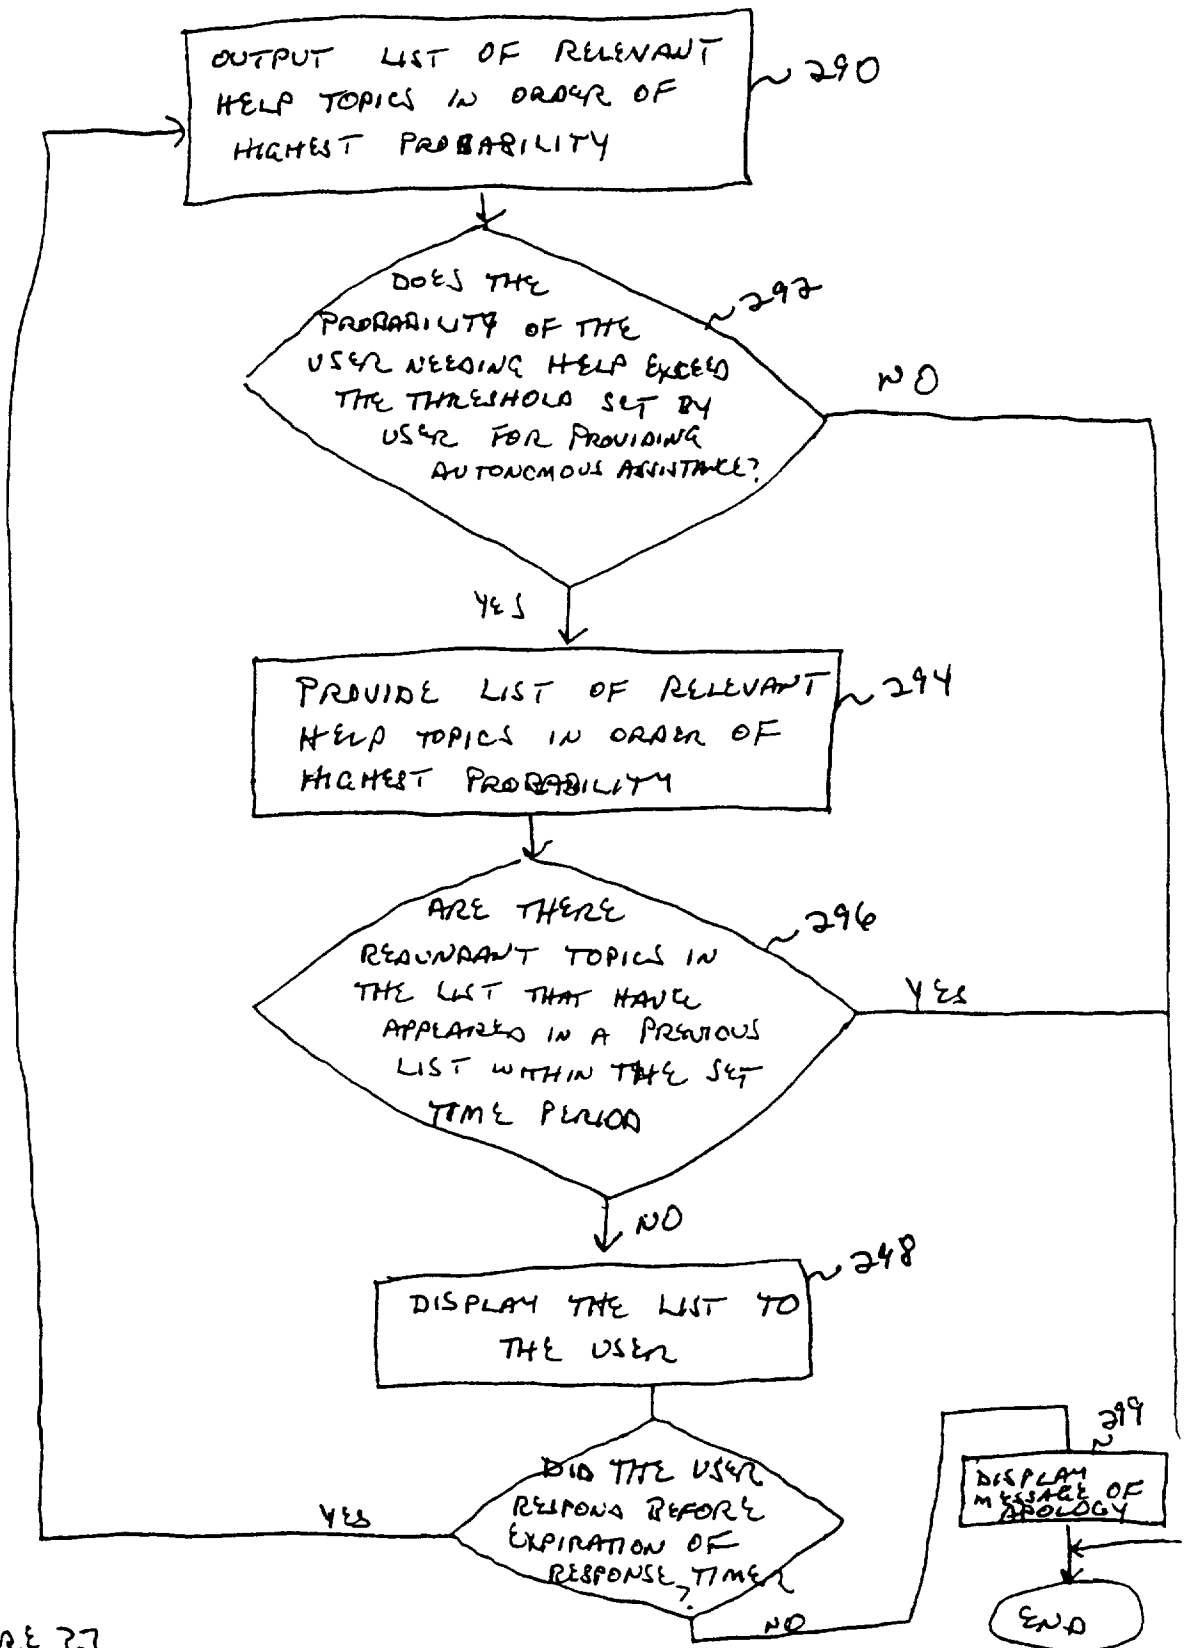 OUTPUT LIST OF RELEVANT
HELP TOPICS IN ORDER OF
HIGHEST PROBABILITY
290
DOES THE
PROBABILITY OF THE
USER NEEDING HELP EXCEED
THE THRESHOLD SET BY
USER FOR PROVIDING
AUTONOMOUS ASSISTANCE?
292
NO
YES
PROVIDE LIST OF RELEVANT
HELP TOPICS IN ORDER OF
HIGHEST PROBABILITY
294
ARE THERE
REDUNDANT TOPICS IN
THE LIST THAT HAVE
APPEARED IN A PREVIOUS
LIST WITHIN THE SET
TIME PERIOD
296
YES
NO
DISPLAY THE LIST TO
THE USER
298
DID THE USER
RESPOND BEFORE
EXPIRATION OF
RESPONSE TIMER
?
YES
NO
299
DISPLAY
MESSAGE OF
APOLOGY
END